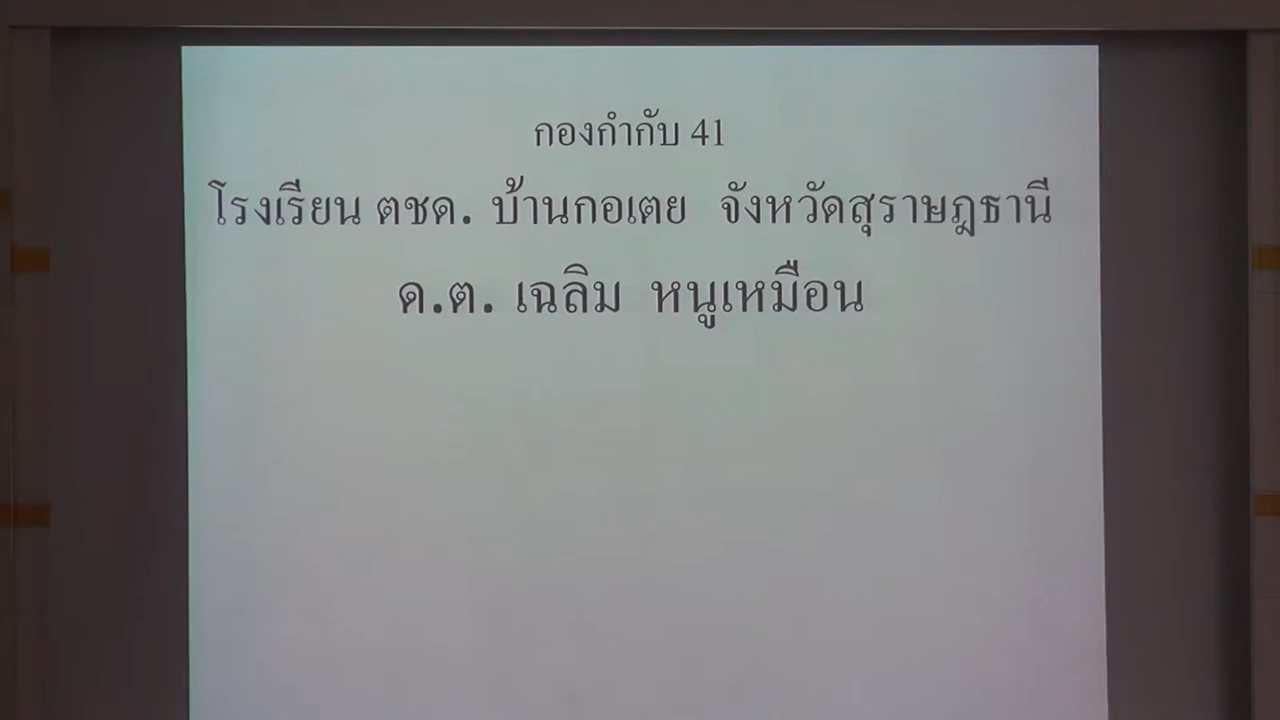 กองกำกับ 41
โรงเรียน ตชด. บ้านกอเตย จังหวัดสุราษฎธานี
ด.ต. เฉลิม หนูเหมือน